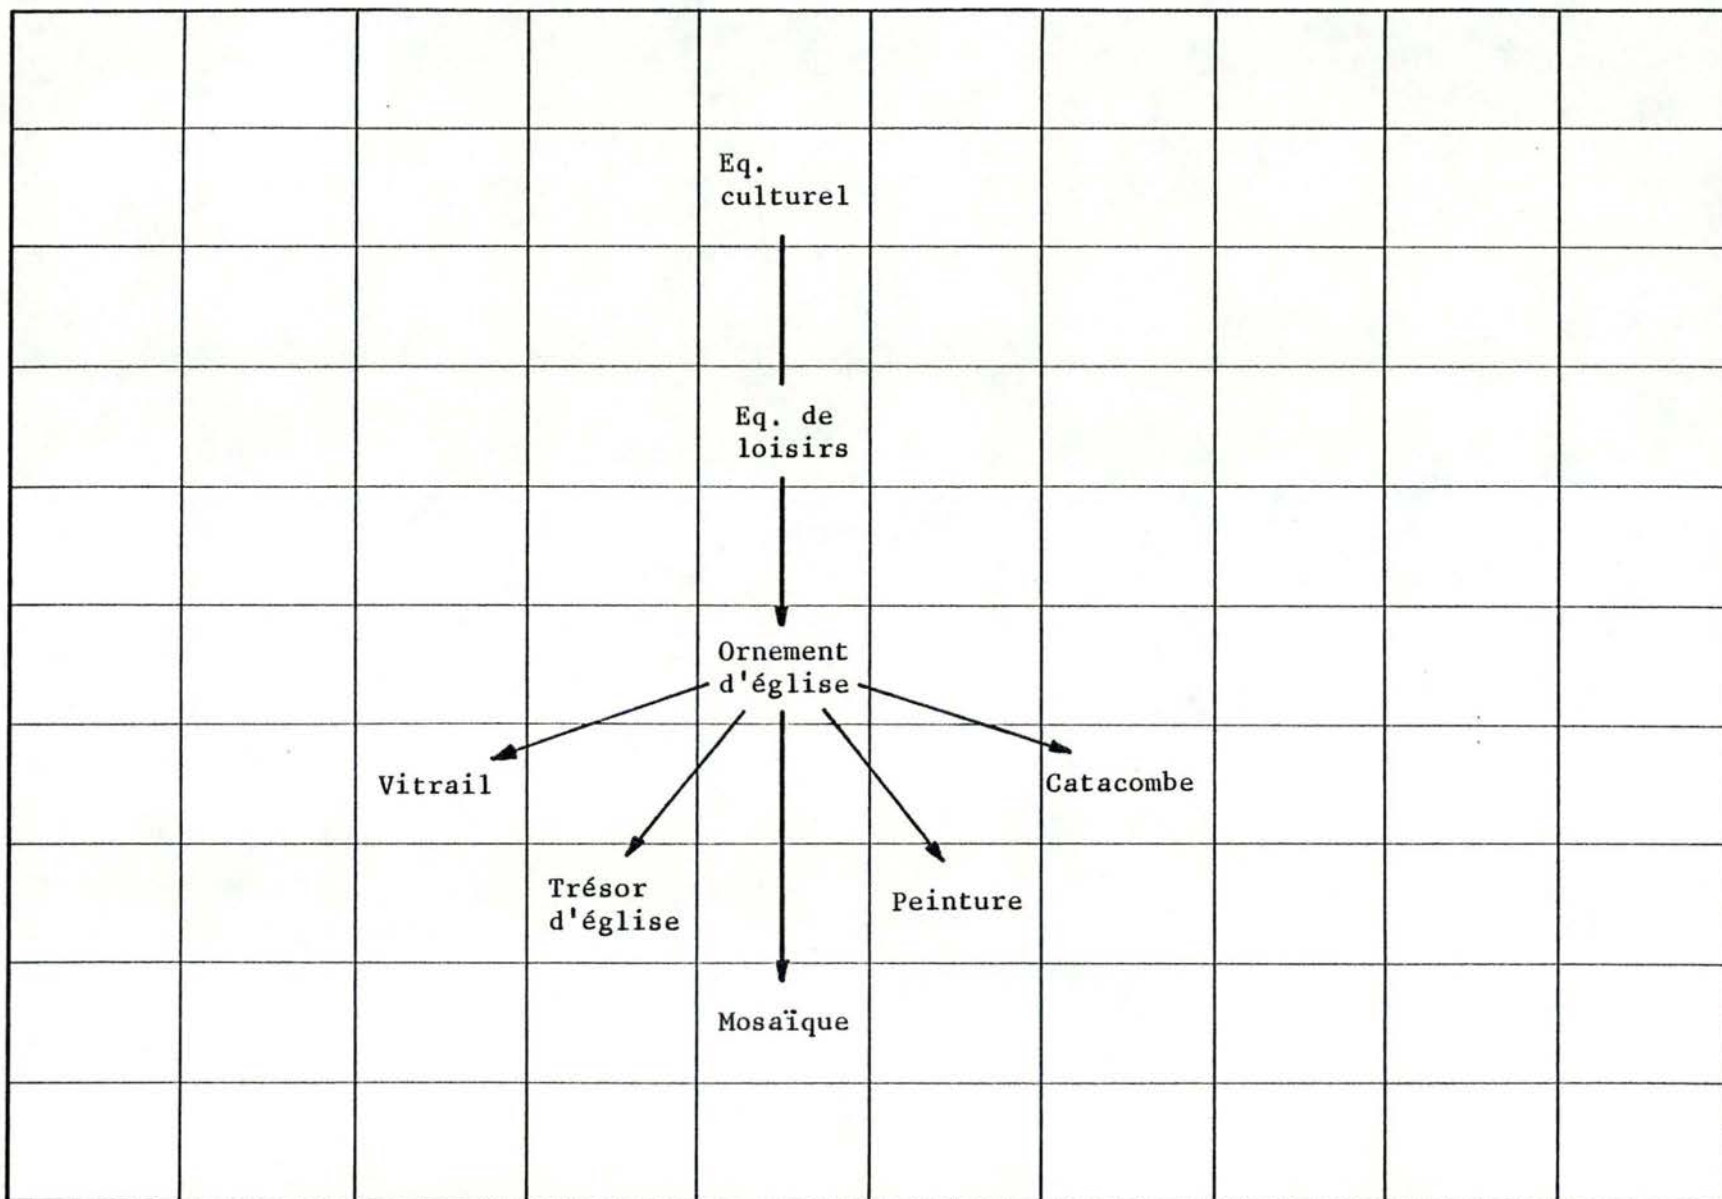 Eq.
culturel
Eq. de
loisirs
Ornement
d'église
Vitrail
Catacombe
Trésor
d'église
Peinture
Mosaïque